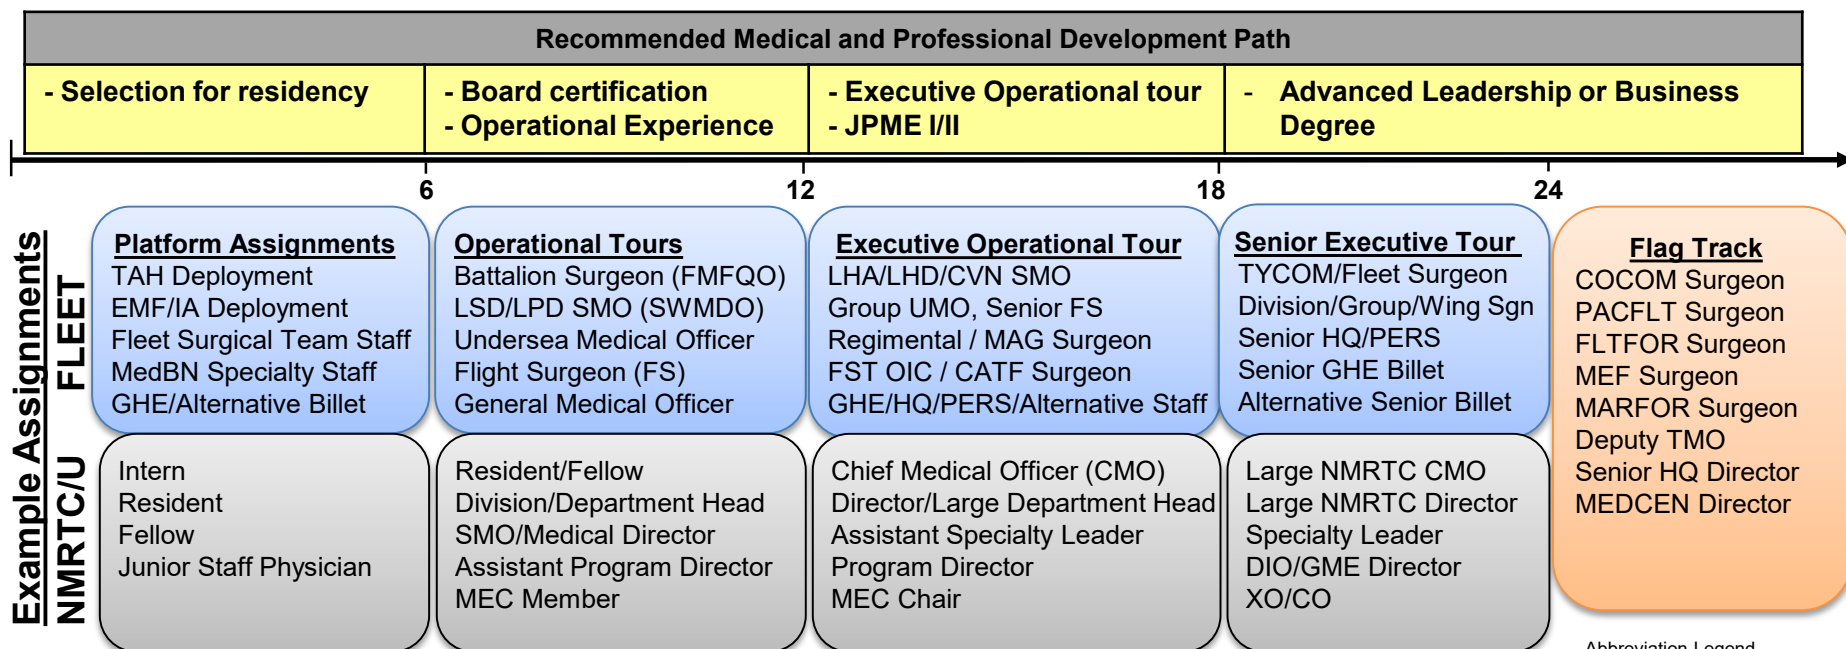 Recommended Medical and Professional Development Path
- Selection for residency
- Board certification
- Operational Experience
- Executive Operational tour
- JPME I/II
- Advanced Leadership or Business
Degree
6
12
18
24
Example Assignments
FLEET
Platform Assignments
TAH Deployment
EMF/IA Deployment
Fleet Surgical Team Staff
MedBN Specialty Staff
GHE/Alternative Billet
Operational Tours
Battalion Surgeon (FMFQO)
LSD/LPD SMO (SWMDO)
Undersea Medical Officer
Flight Surgeon (FS)
General Medical Officer
Executive Operational Tour
LHA/LHD/CVN SMO
Group UMO, Senior FS
Regimental / MAG Surgeon
FST OIC / CATF Surgeon
GHE/HQ/PERS/Alternative Staff
Senior Executive Tour
TYCOM/Fleet Surgeon
Division/Group/Wing Sgn
Senior HQ/PERS
Senior GHE Billet
Alternative Senior Billet
Flag Track
COCOM Surgeon
PACFLT Surgeon
FLTFOR Surgeon
MEF Surgeon
MARFOR Surgeon
Deputy TMO
Senior HQ Director
MEDCEN Director
NMRTC/U
Intern
Resident
Fellow
Junior Staff Physician
Resident/Fellow
Division/Department Head
SMO/Medical Director
Assistant Program Director
MEC Member
Chief Medical Officer (CMO)
Director/Large Department Head
Assistant Specialty Leader
Program Director
MEC Chair
Large NMRTC CMO
Large NMRTC Director
Specialty Leader
DIO/GME Director
XO/CO
Abbreviation Legend